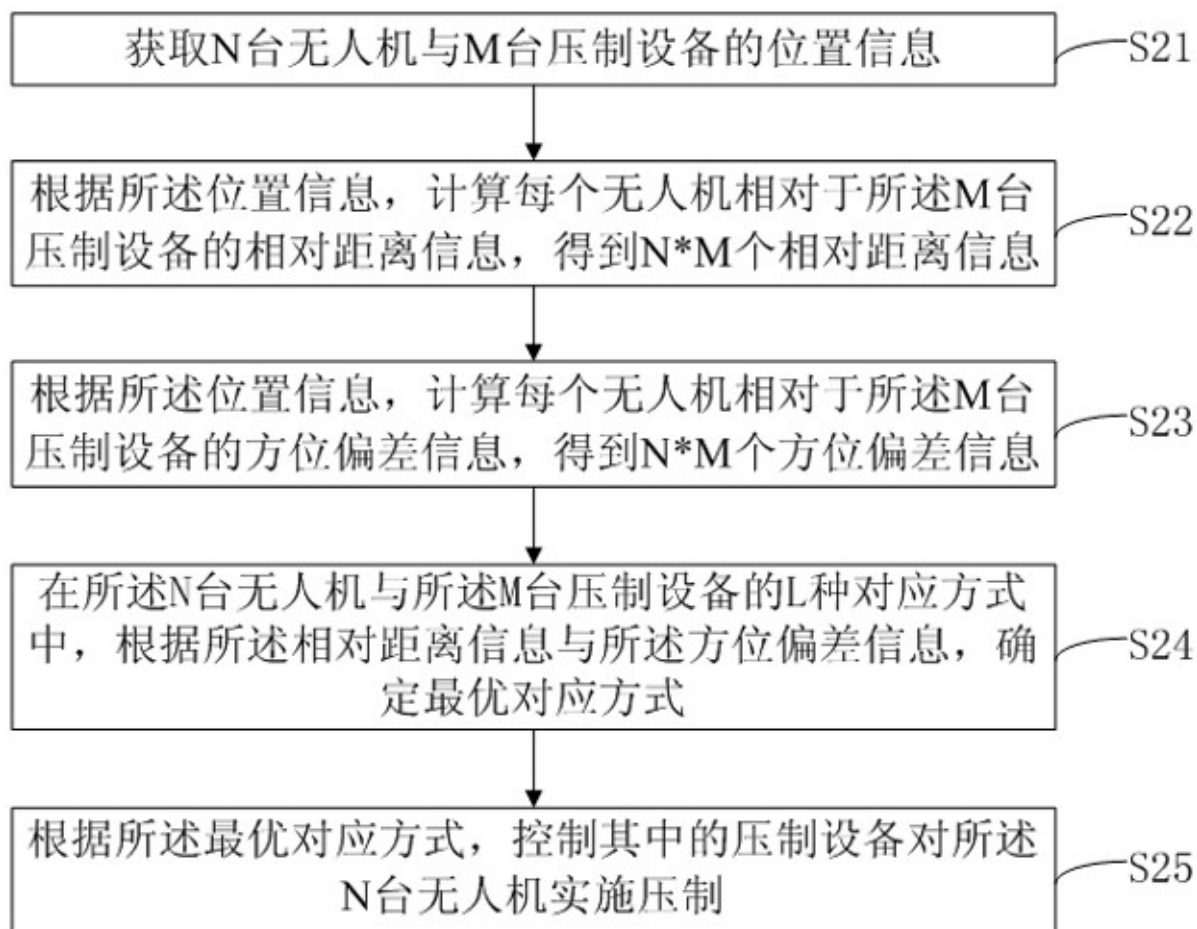 获取N台无人机与M台压制设备的位置信息
S21
根据所述位置信息，计算每个无人机相对于所述M台
压制设备的相对距离信息，得到N*M个相对距离信息
S22
根据所述位置信息，计算每个无人机相对于所述M台
压制设备的方位偏差信息，得到N*M个方位偏差信息
S23
在所述N台无人机与所述M台压制设备的L种对应方式
中，根据所述相对距离信息与所述方位偏差信息，确
定最优对应方式
S24
根据所述最优对应方式，控制其中的压制设备对所述
N台无人机实施压制
S25